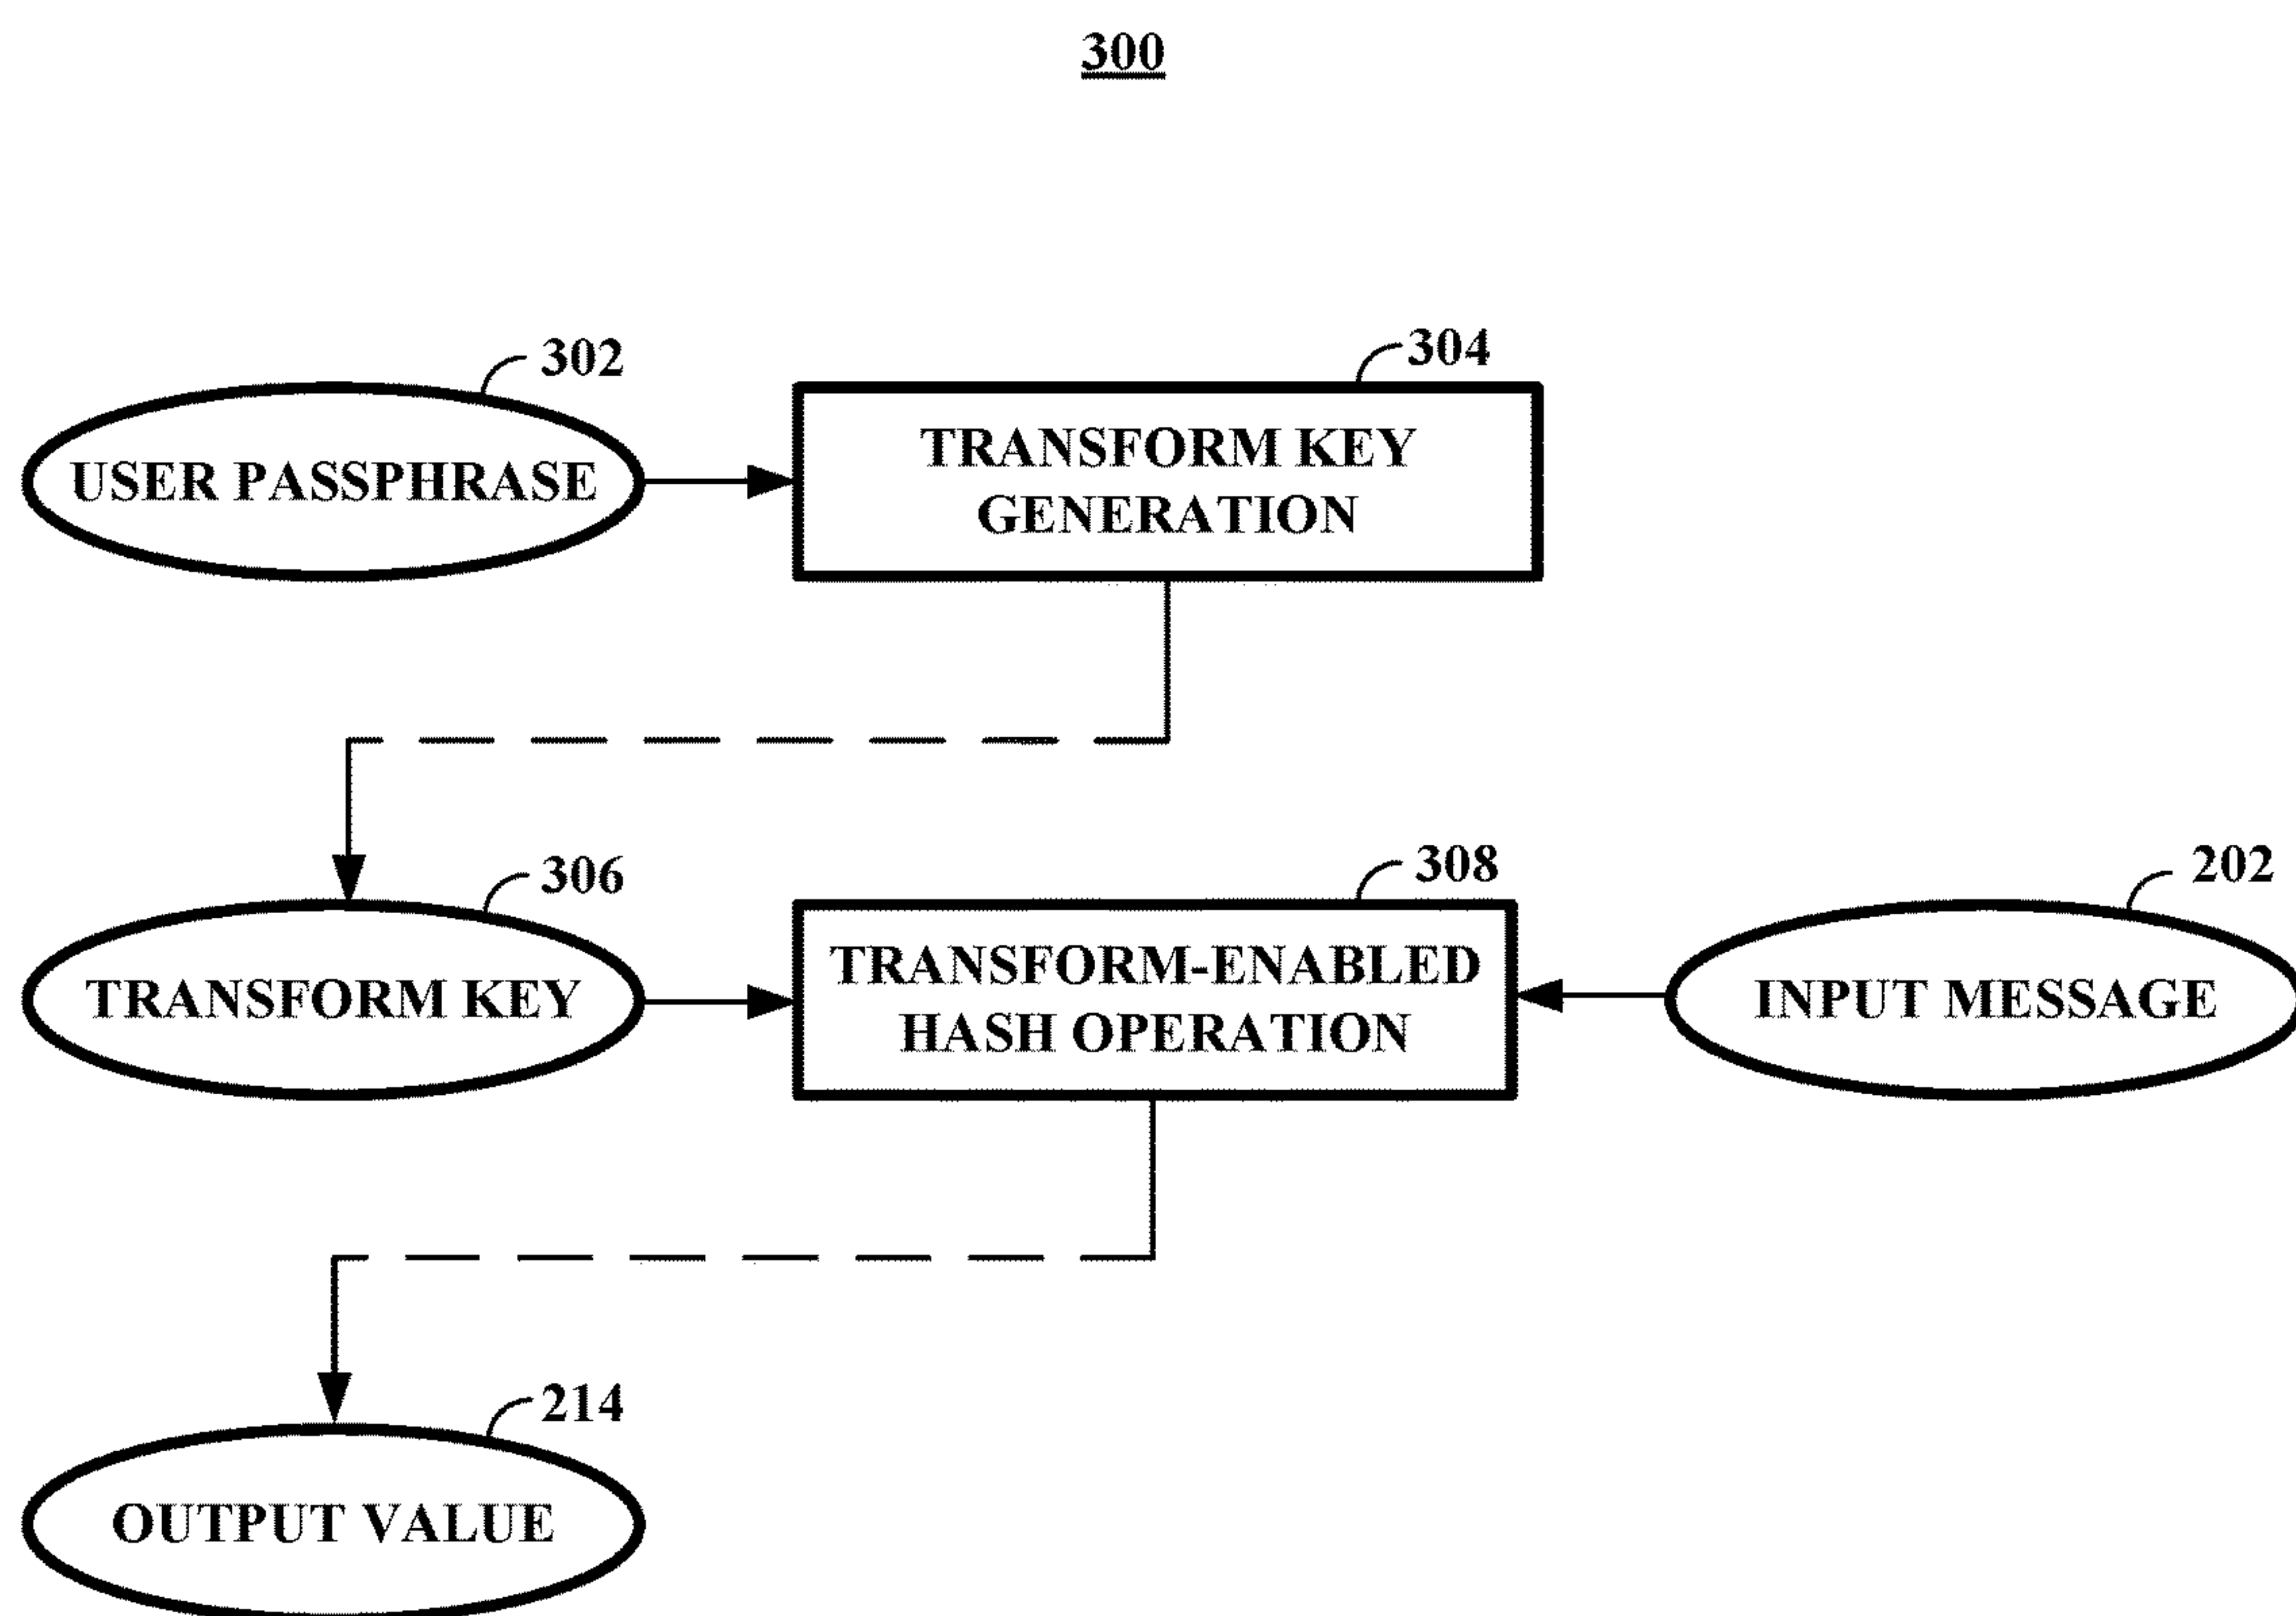 300
302
304
USER PASSPHRASE
TRANSFORM KEY
GENERATION
306
308
202
TRANSFORM KEY
TRANSFORM-ENABLED
HASH OPERATION
INPUT MESSAGE
214
OUTPUT VALUE